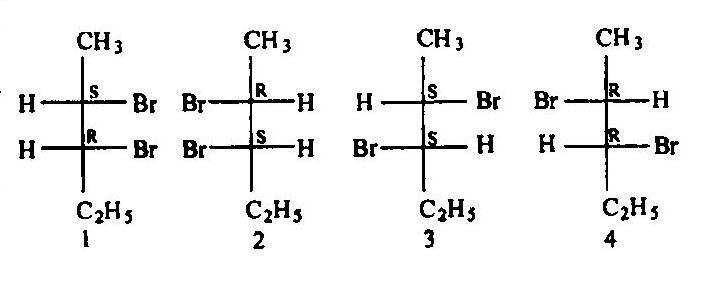 CH₃ CH₃ CH₃ CH₃
H S Br Br R H H S Br Br R H
H R Br Br S H Br S H H R Br
C₂H₅ C₂H₅ C₂H₅ C₂H₅
1 2 3 4